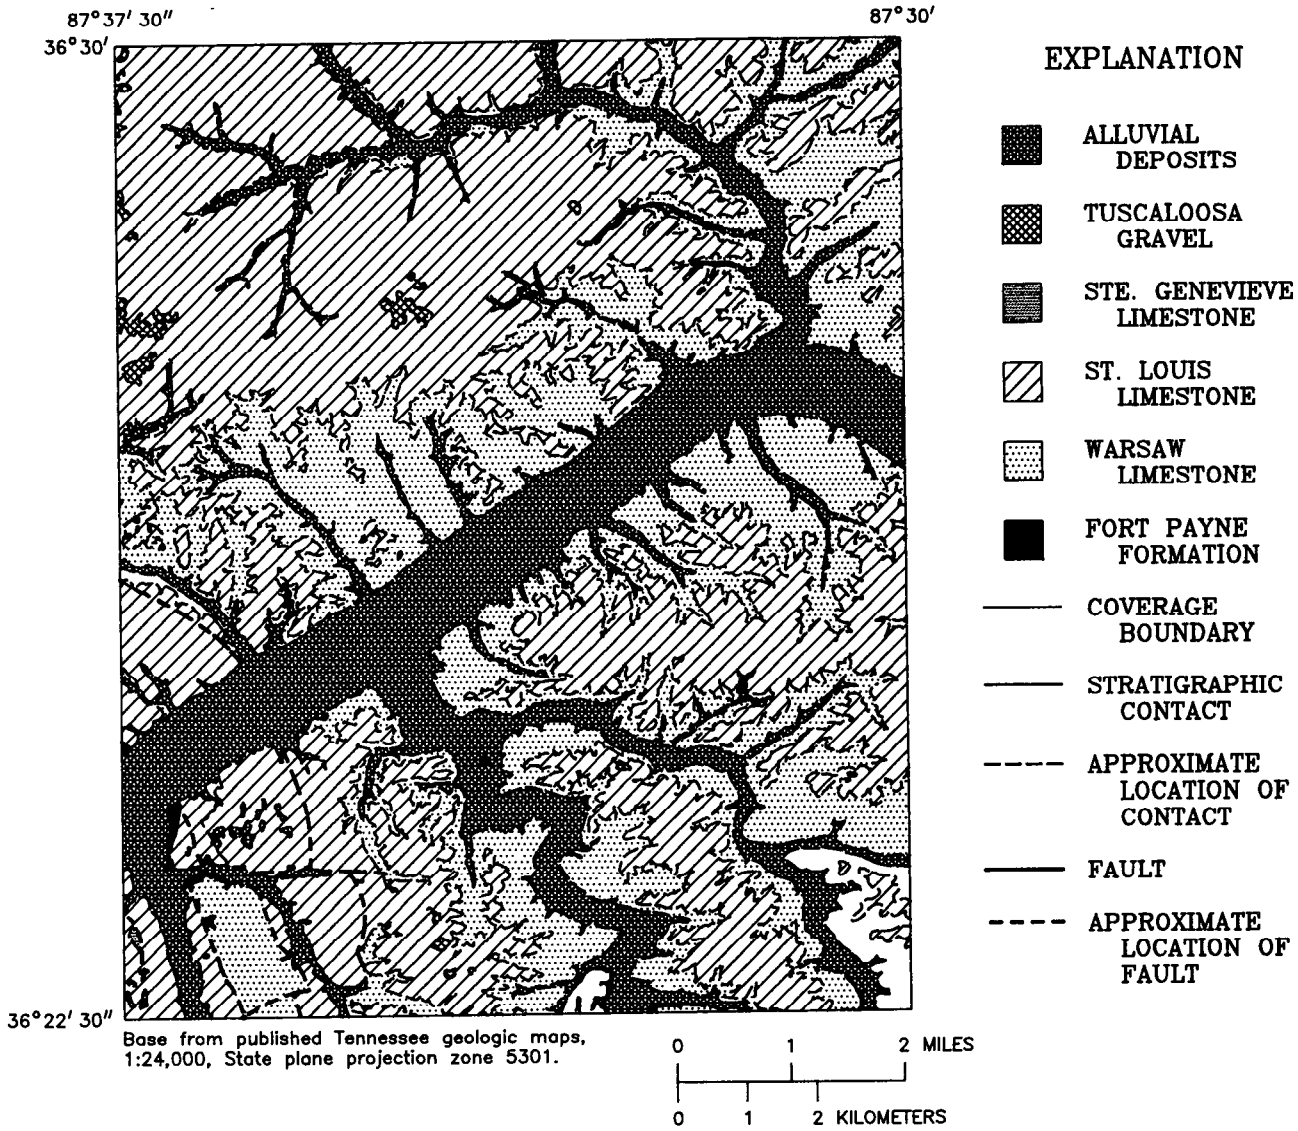 87° 37' 30"
87° 30'
36° 30'
EXPLANATION
ALLUVIAL
DEPOSITS
TUSCALOOSA
GRAVEL
STE. GENEVIEVE
LIMESTONE
ST. LOUIS
LIMESTONE
WARSAW
LIMESTONE
FORT PAYNE
FORMATION
COVERAGE
BOUNDARY
STRATIGRAPHIC
CONTACT
APPROXIMATE
LOCATION OF
CONTACT
FAULT
APPROXIMATE
LOCATION OF
FAULT
36° 22' 30"
Base from published Tennessee geologic maps,
1:24,000, State plane projection zone 5301.
0 1 2 MILES
0 1 2 KILOMETERS